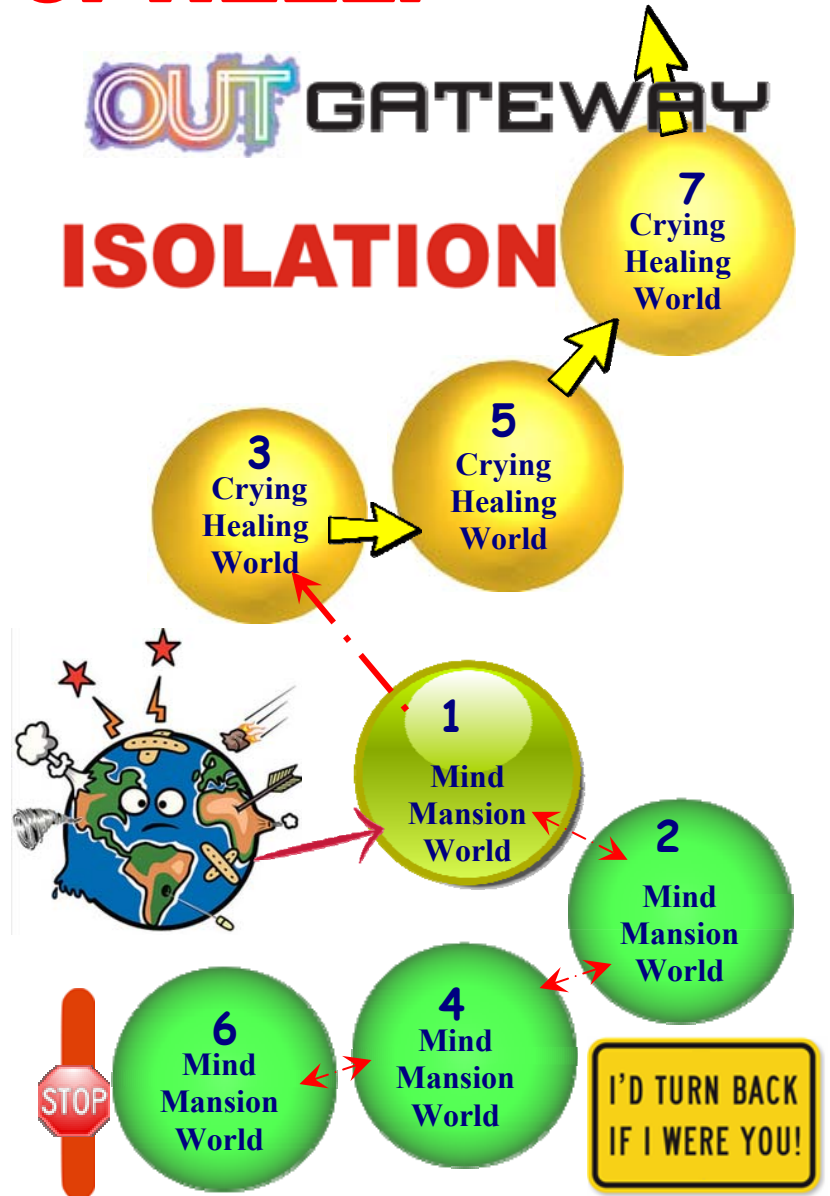 OUT GATEWAY
7
Crying
Healing
World
ISOLATION
5
Crying
Healing
World
3
Crying
Healing
World
1
Mind
Mansion
World
2
Mind
Mansion
World
4
Mind
Mansion
World
6
Mind
Mansion
World
STOP
I'D TURN BACK
IF I WERE YOU!